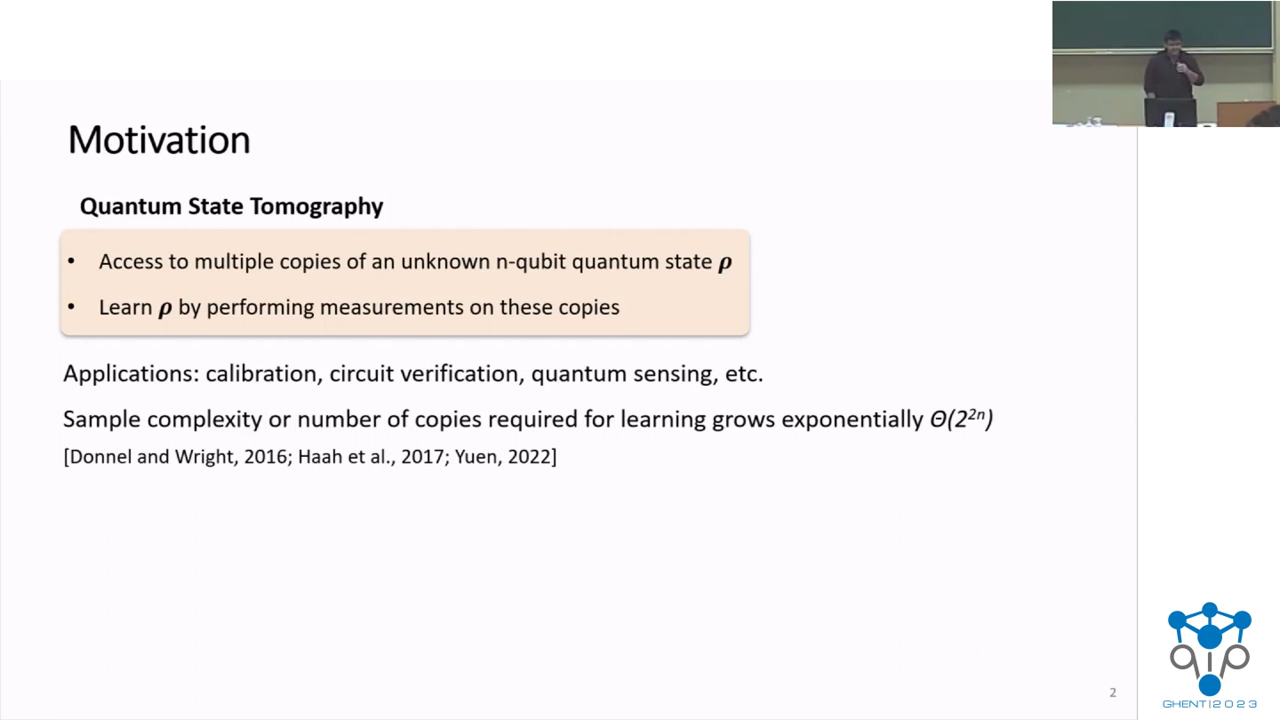 Motivation
Quantum State Tomography
• Access to multiple copies of an unknown n-qubit quantum state ρ
• Learn ρ by performing measurements on these copies
Applications: calibration, circuit verification, quantum sensing, etc.
Sample complexity or number of copies required for learning grows exponentially Θ(2²ⁿ)
[Donnel and Wright, 2016; Haah et al., 2017; Yuen, 2022]
2
qip
GHENT|2023